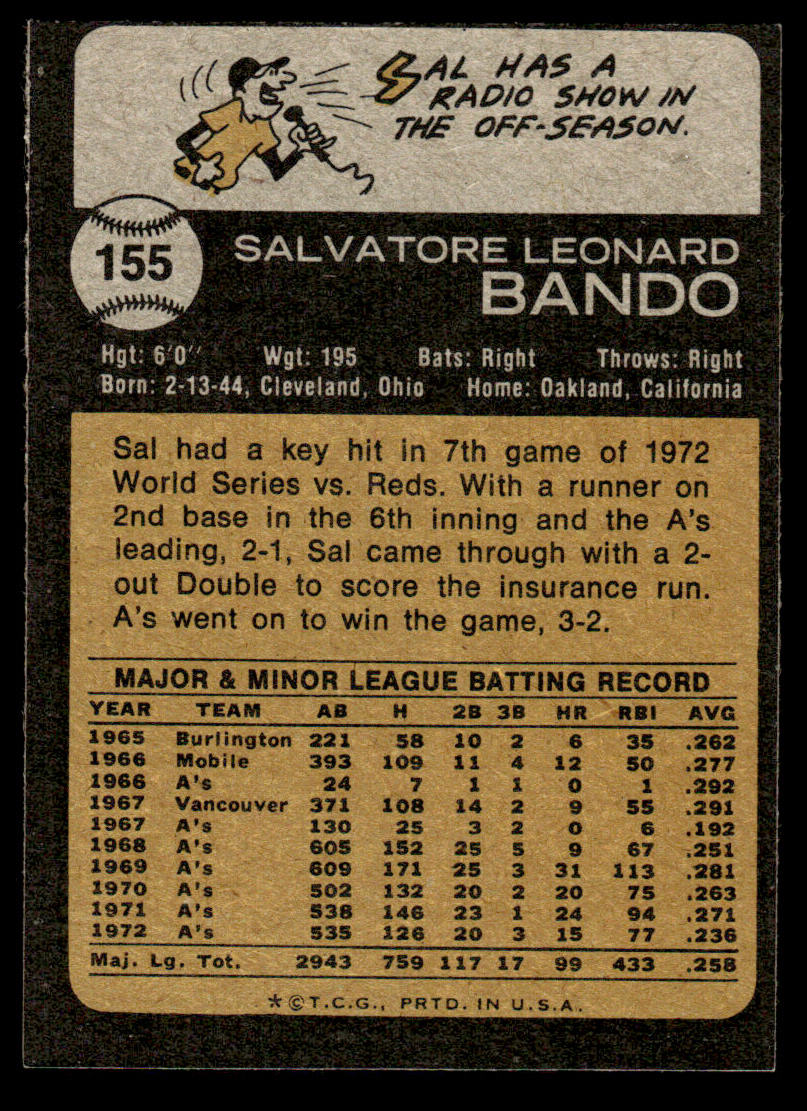 SAL HAS A
RADIO SHOW IN
THE OFF-SEASON.
155
SALVATORE LEONARD
BANDO
Hgt: 6'0" Wgt: 195 Bats: Right Throws: Right
Born: 2-13-44, Cleveland, Ohio Home: Oakland, California
Sal had a key hit in 7th game of 1972
World Series vs. Reds. With a runner on
2nd base in the 6th inning and the A's
leading, 2-1, Sal came through with a 2-
out Double to score the insurance run.
A's went on to win the game, 3-2.
MAJOR & MINOR LEAGUE BATTING RECORD
YEAR TEAM AB H 2B 3B HR RBI AVG
1965 Burlington 221 58 10 2 6 35 .262
1966 Mobile 393 109 11 4 12 50 .277
1966 A's 24 7 1 1 0 1 .292
1967 Vancouver 371 108 14 2 9 55 .291
1967 A's 130 25 3 2 0 6 .192
1968 A's 605 152 25 5 9 67 .251
1969 A's 609 171 25 3 31 113 .281
1970 A's 502 132 20 2 20 75 .263
1971 A's 538 146 23 1 24 94 .271
1972 A's 535 126 20 3 15 77 .236
Maj. Lg. Tot. 2943 759 117 17 99 433 .258
*©T.C.G., PRTD. IN U.S.A.